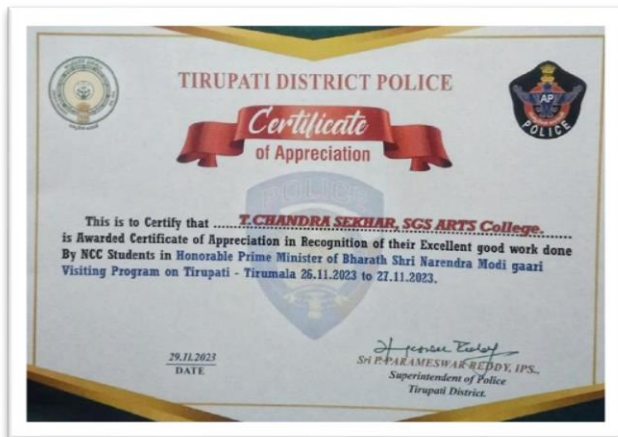 TIRUPATI DISTRICT POLICE
Certificate
of Appreciation
AP
POLICE
POLICE
This is to Certify that ........T.CHANDRA SEKHAR, SGS ARTS College.........
is Awarded Certificate of Appreciation in Recognition of their Excellent good work done
By NCC Students in Honorable Prime Minister of Bharath Shri Narendra Modi gaari
Visiting Program on Tirupati - Tirumala 26.11.2023 to 27.11.2023.
29.11.2023
DATE
Sri P. PARAMESWAR REDDY, IPS.,
Superintendent of Police
Tirupati District.